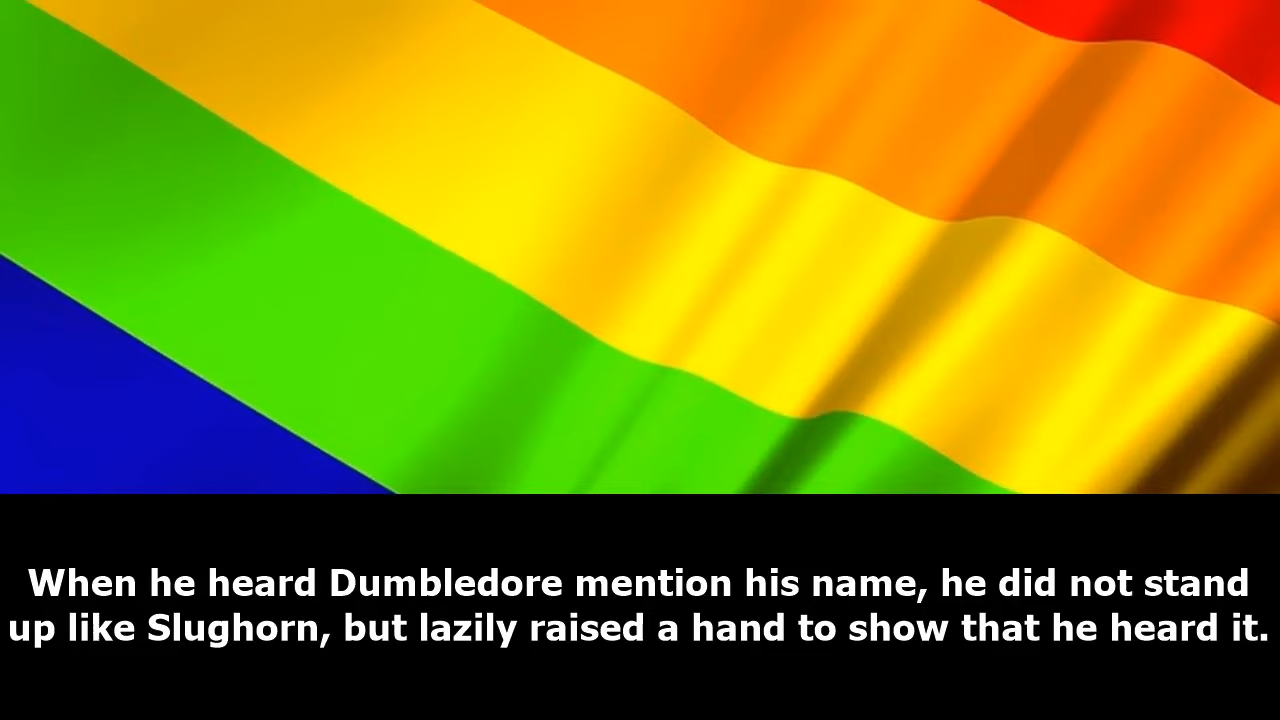 When he heard Dumbledore mention his name, he did not stand
up like Slughorn, but lazily raised a hand to show that he heard it.